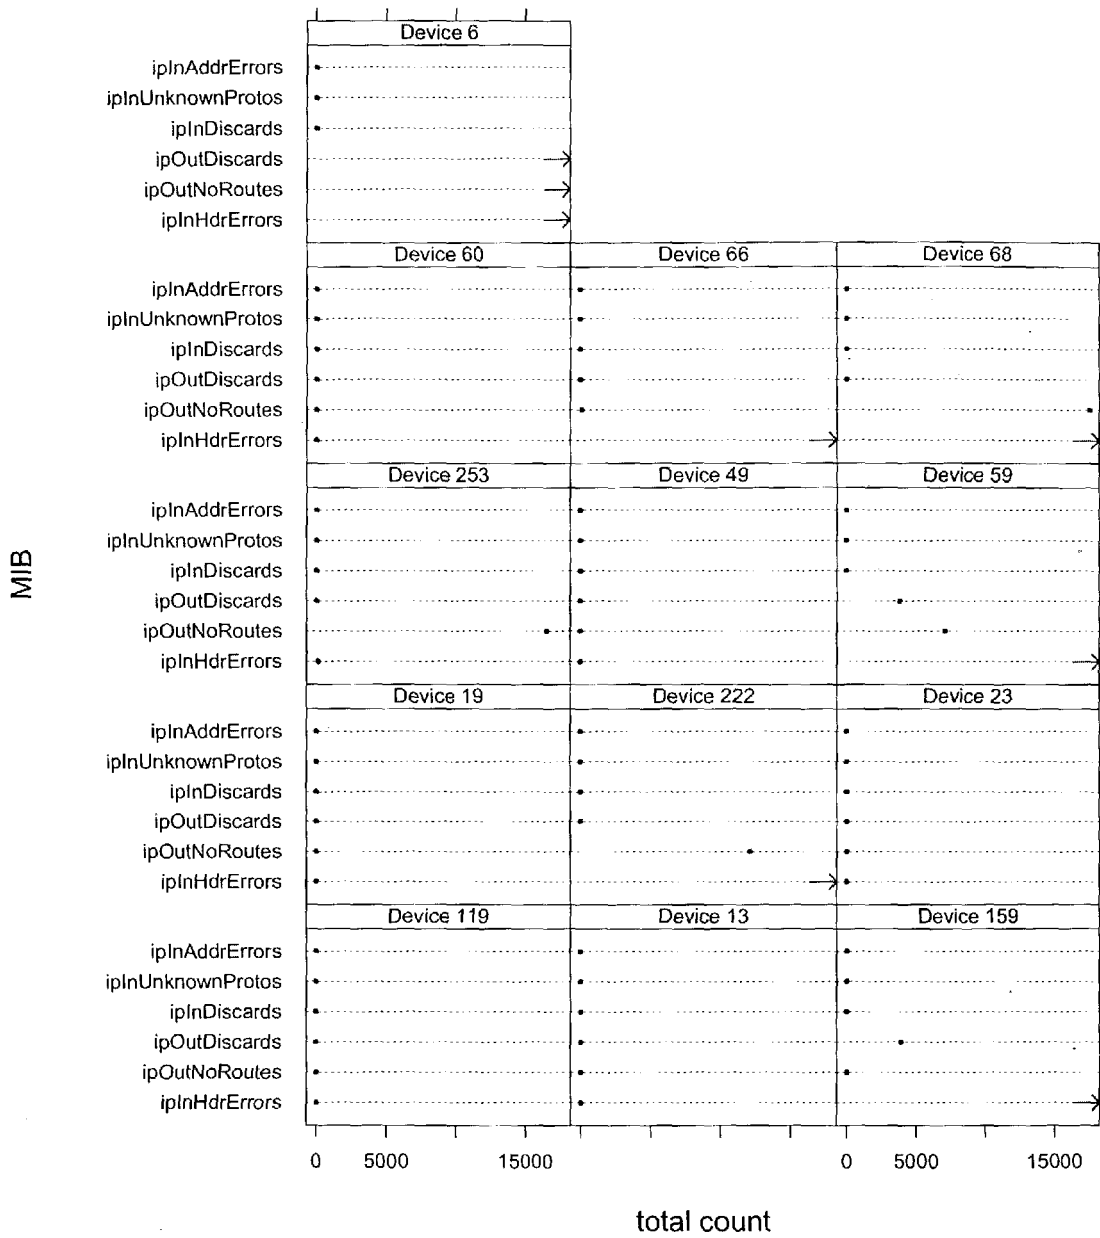 Device 6
ipInAddrErrors
ipInUnknownProtos
ipInDiscards
ipOutDiscards
ipOutNoRoutes
ipInHdrErrors
Device 60 Device 66 Device 68
ipInAddrErrors
ipInUnknownProtos
ipInDiscards
ipOutDiscards
ipOutNoRoutes
ipInHdrErrors
Device 253 Device 49 Device 59
ipInAddrErrors
ipInUnknownProtos
ipInDiscards
ipOutDiscards
ipOutNoRoutes
ipInHdrErrors
Device 19 Device 222 Device 23
ipInAddrErrors
ipInUnknownProtos
ipInDiscards
ipOutDiscards
ipOutNoRoutes
ipInHdrErrors
Device 119 Device 13 Device 159
ipInAddrErrors
ipInUnknownProtos
ipInDiscards
ipOutDiscards
ipOutNoRoutes
ipInHdrErrors
0 5000 15000 0 5000 15000
total count
MIB